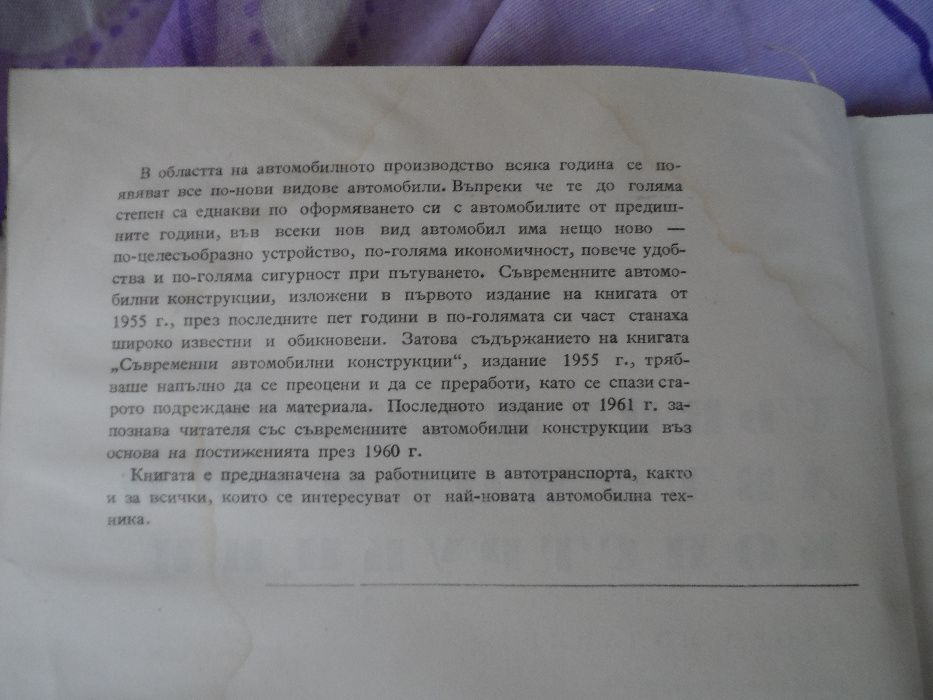 В областта на автомобилното производство всяка година се по-
явяват все по-нови видове автомобили. Въпреки че те до голяма
степен са еднакви по оформяването си с автомобилите от предиш-
ните години, във всеки нов вид автомобил има нещо ново —
по-целесъобразно устройство, по-голяма икономичност, повече удоб-
ства и по-голяма сигурност при пътуването. Съвременните автомо-
билни конструкции, изложени в първото издание на книгата от
1955 г., през последните пет години в по-голямата си част станаха
широко известни и обикновени. Затова съдържанието на книгата
„Съвременни автомобилни конструкции“, издание 1955 г., тряб-
ваше напълно да се преоцени и да се преработи, като се спази ста-
рото подреждане на материала. Последното издание от 1961 г. за-
познава читателя със съвременните автомобилни конструкции въз
основа на постиженията през 1960 г.
Книгата е предназначена за работниците в автотранспорта, както
и за всички, които се интересуват от най-новата автомобилна тех-
ника.